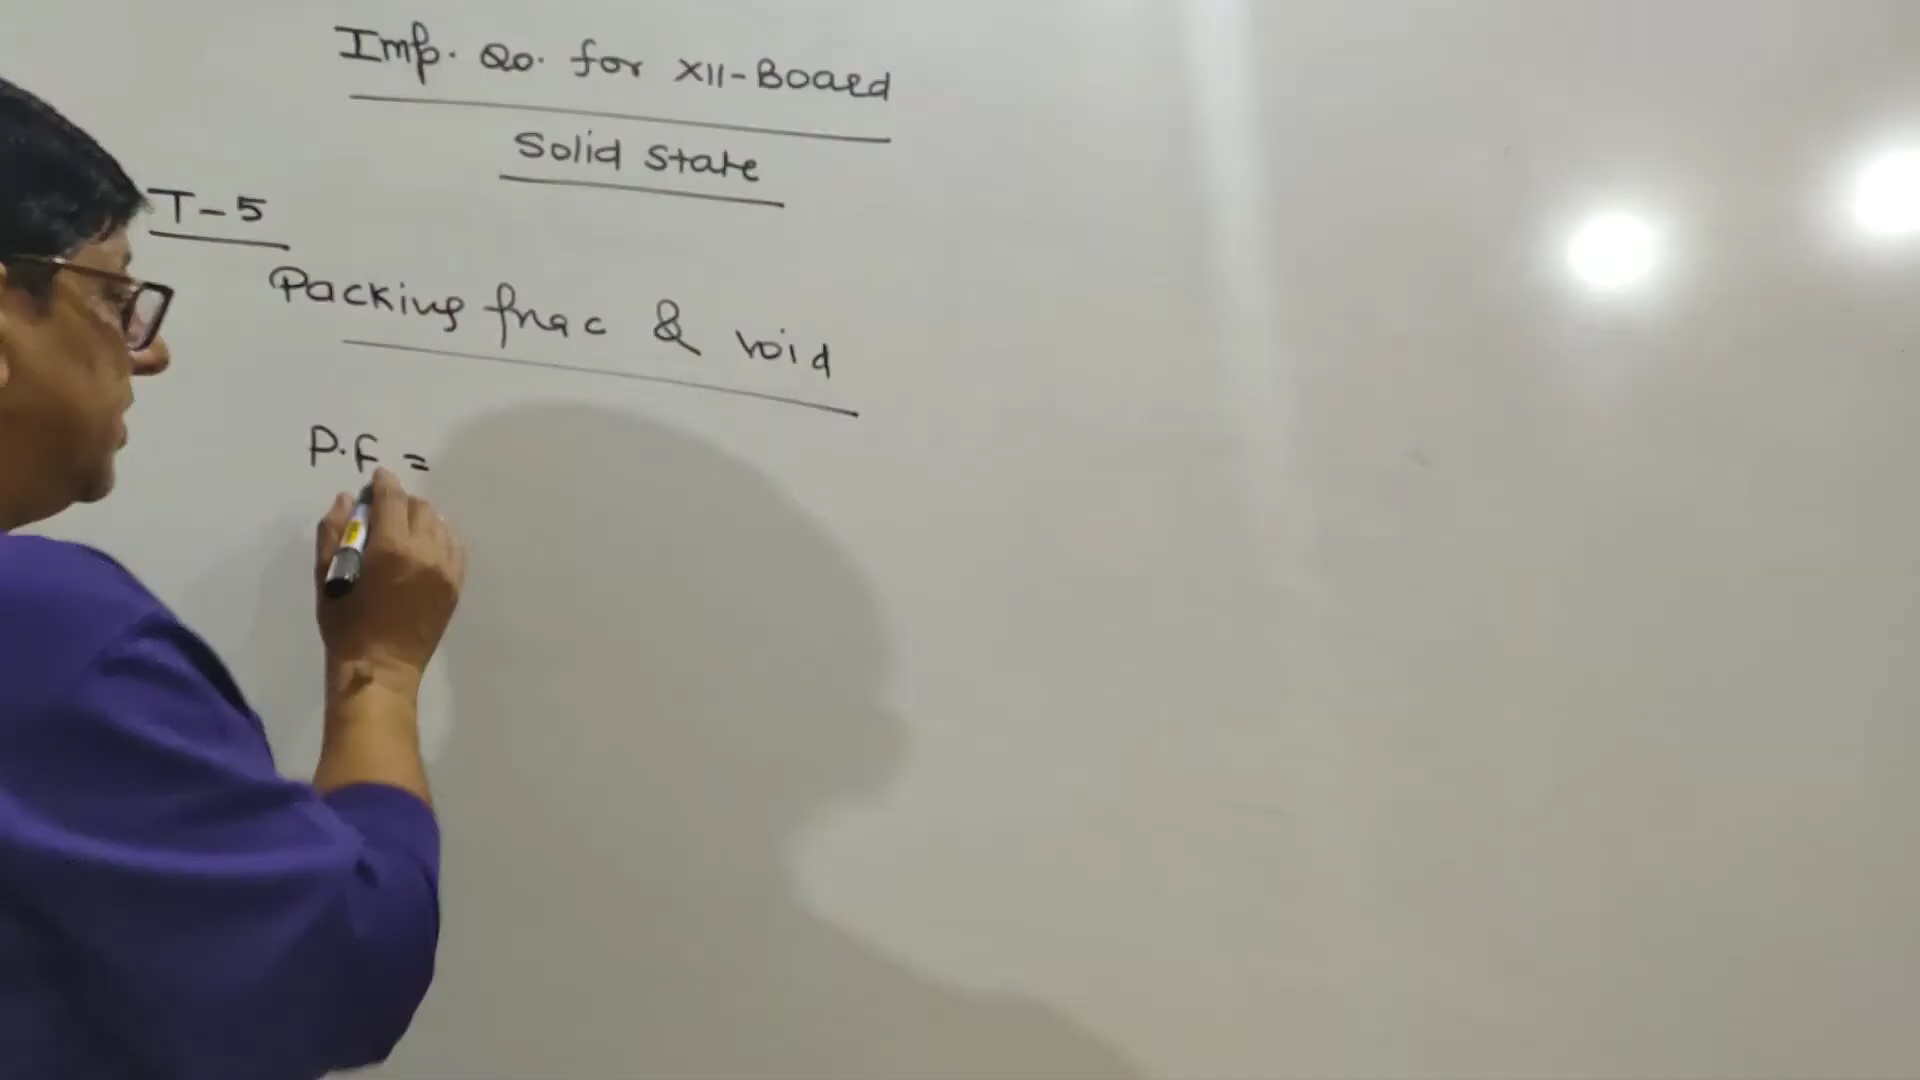 Imp. Qo. for XII-Board
Solid State
T-5
Packing frac & void
P.F =